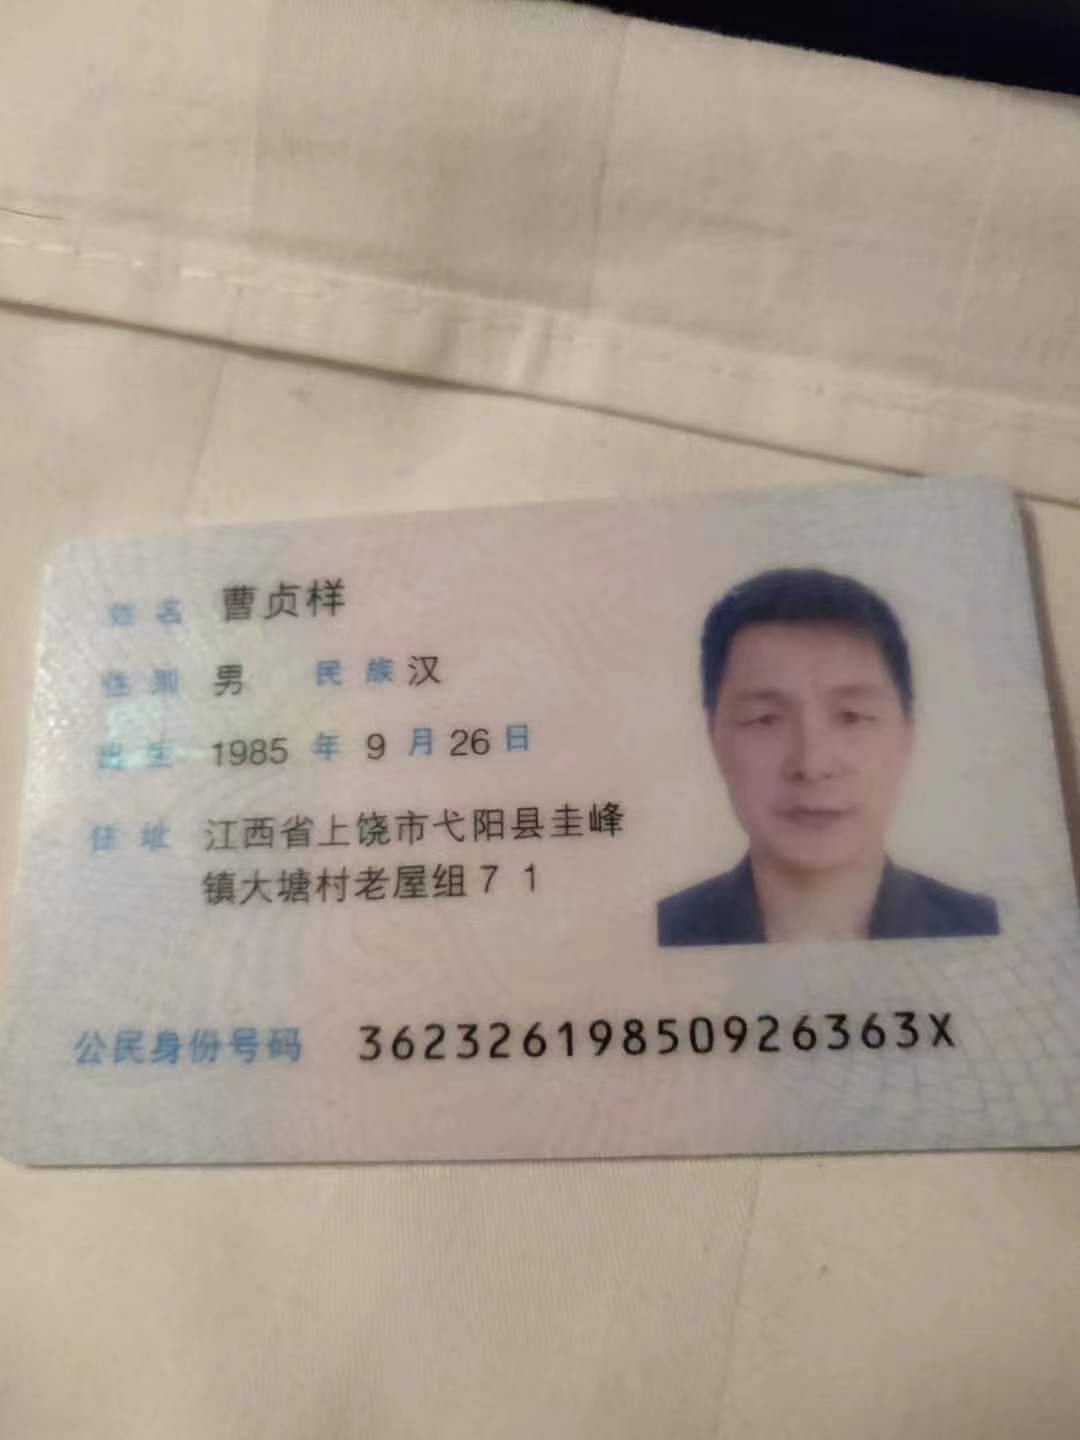 姓名 曹贞样
性别 男 民族 汉
出生 1985 年 9 月 26 日
住址 江西省上饶市弋阳县圭峰
镇大塘村老屋组71
公民身份号码 36232619850926363X